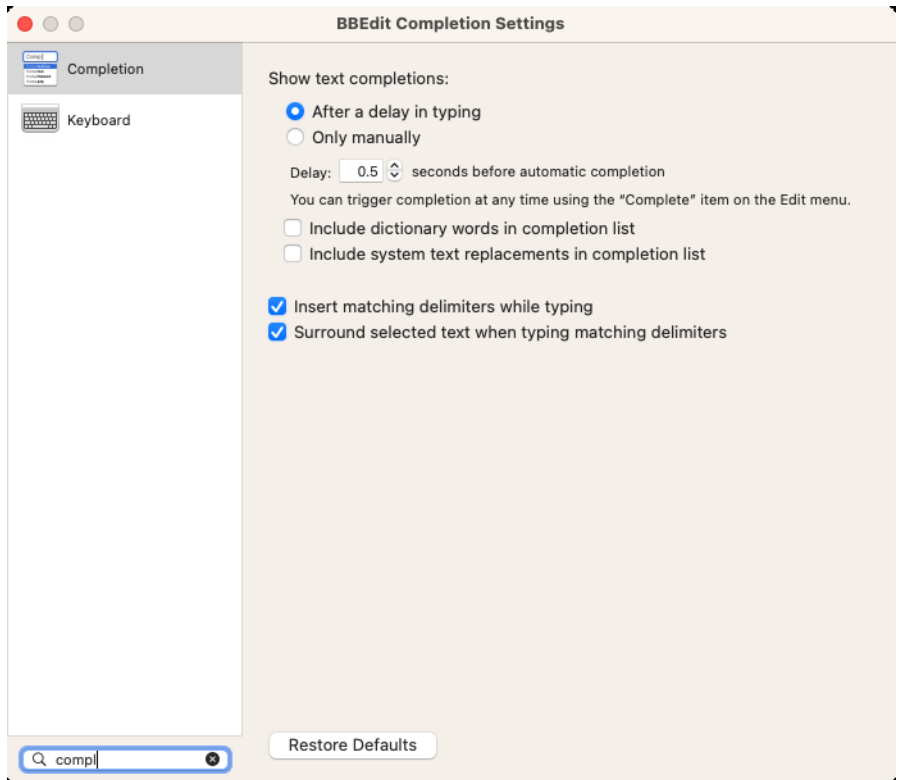 BBEdit Completion Settings
Completion
Keyboard
Show text completions:
After a delay in typing
Only manually
Delay: 0.5 seconds before automatic completion
You can trigger completion at any time using the “Complete” item on the Edit menu.
Include dictionary words in completion list
Include system text replacements in completion list
Insert matching delimiters while typing
Surround selected text when typing matching delimiters
Restore Defaults
compl